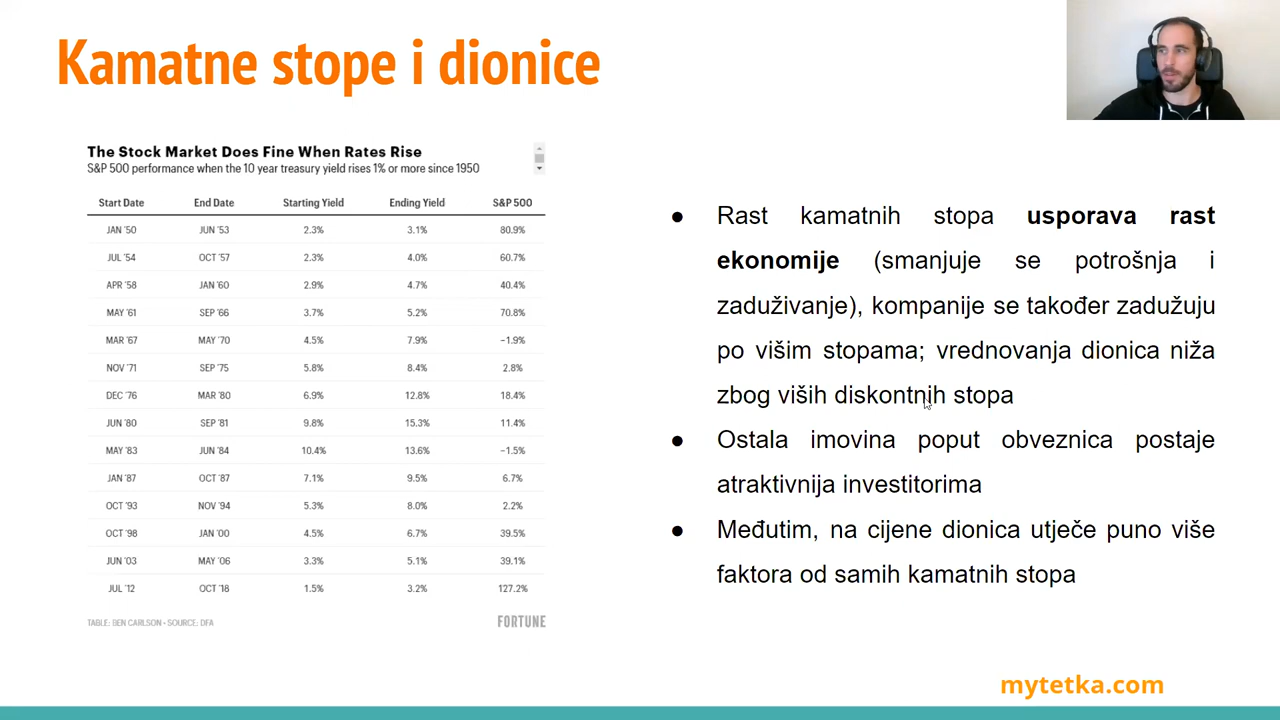 Kamatne stope i dionice
The Stock Market Does Fine When Rates Rise
S&P 500 performance when the 10 year treasury yield rises 1% or more since 1950
Start Date End Date Starting Yield Ending Yield S&P 500
JAN '50 JUN '53 2.3% 3.1% 80.9%
JUL '54 OCT '57 2.3% 4.0% 60.7%
APR '58 JAN '60 2.9% 4.7% 40.4%
MAY '61 SEP '66 3.7% 5.2% 70.8%
MAR '67 MAY '70 4.5% 7.9% −1.9%
NOV '71 SEP '75 5.8% 8.4% 2.8%
DEC '76 MAR '80 6.9% 12.8% 18.4%
JUN '80 SEP '81 9.8% 15.3% 11.4%
MAY '83 JUN '84 10.4% 13.6% −1.5%
JAN '87 OCT '87 7.1% 9.5% 6.7%
OCT '93 NOV '94 5.3% 8.0% 2.2%
OCT '98 JAN '00 4.5% 6.7% 39.5%
JUN '03 MAY '06 3.3% 5.1% 39.1%
JUL '12 OCT '18 1.5% 3.2% 127.2%
TABLE: BEN CARLSON • SOURCE: DFA FORTUNE
● Rast kamatnih stopa usporava rast
ekonomije (smanjuje se potrošnja i
zaduživanje), kompanije se također zadužuju
po višim stopama; vrednovanja dionica niža
zbog viših diskontnih stopa
● Ostala imovina poput obveznica postaje
atraktivnija investitorima
● Međutim, na cijene dionica utječe puno više
faktora od samih kamatnih stopa
mytetka.com